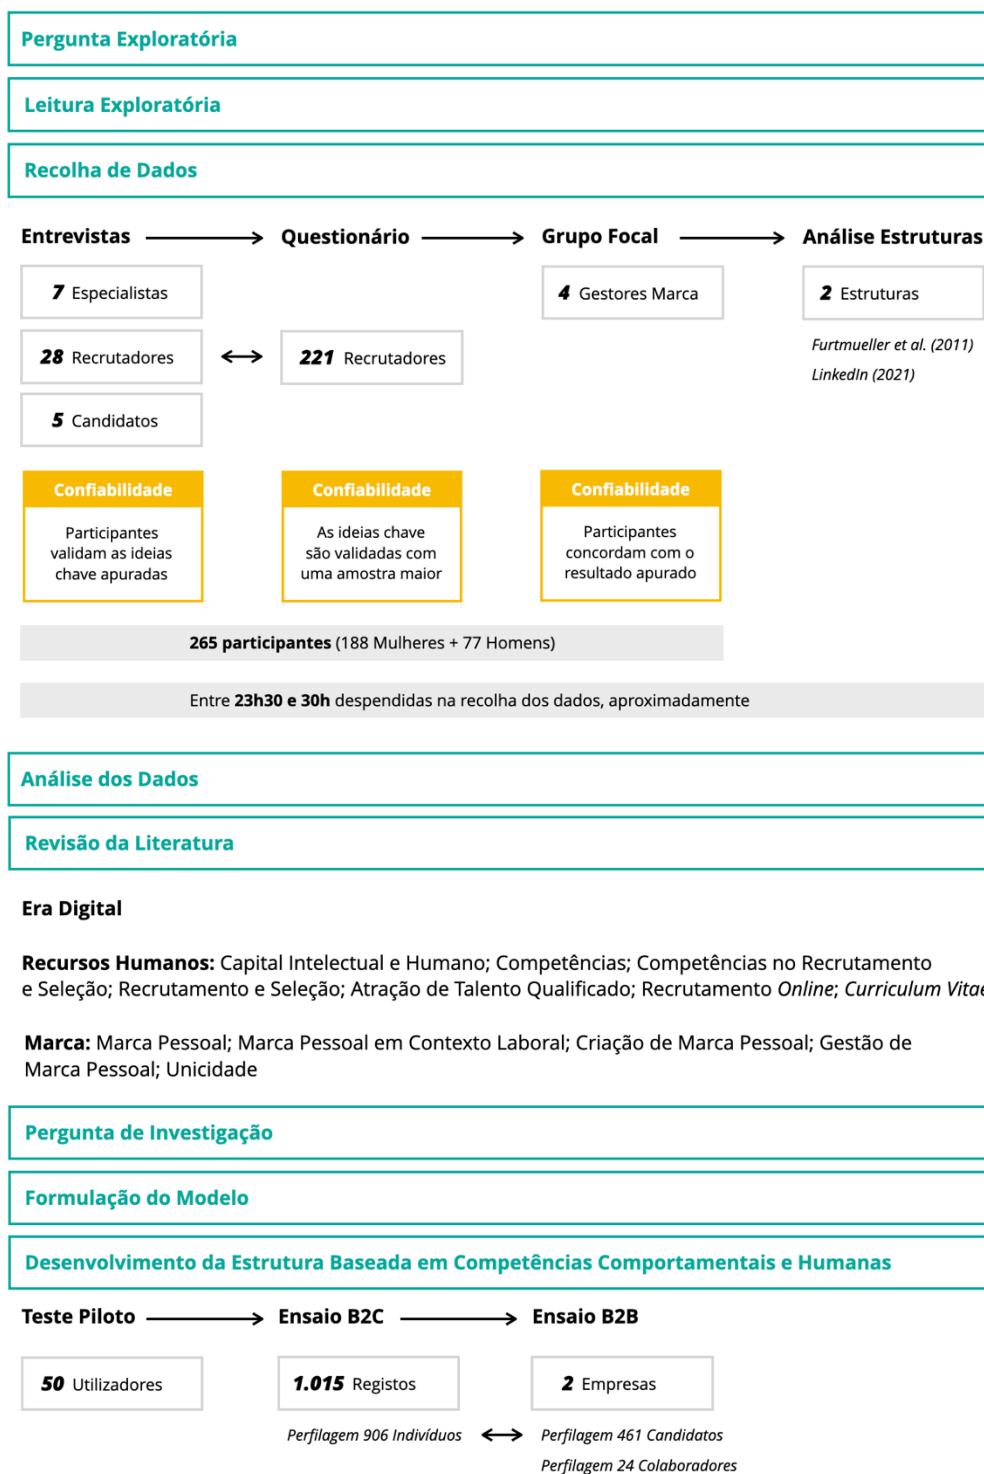 Pergunta Exploratória
Leitura Exploratória
Recolha de Dados
Entrevistas
Questionário
Grupo Focal
Análise Estruturas
7 Especialistas
4 Gestores Marca
2 Estruturas
28 Recrutadores
221 Recrutadores
Furtmueller et al. (2011)
LinkedIn (2021)
5 Candidatos
Confiabilidade
Participantes
validam as ideias
chave apuradas
Confiabilidade
As ideias chave
são validadas com
uma amostra maior
Confiabilidade
Participantes
concordam com o
resultado apurado
265 participantes (188 Mulheres + 77 Homens)
Entre 23h30 e 30h despendidas na recolha dos dados, aproximadamente
Análise dos Dados
Revisão da Literatura
Era Digital
Recursos Humanos: Capital Intelectual e Humano; Competências; Competências no Recrutamento
e Seleção; Recrutamento e Seleção; Atração de Talento Qualificado; Recrutamento Online; Curriculum Vitae
Marca: Marca Pessoal; Marca Pessoal em Contexto Laboral; Criação de Marca Pessoal; Gestão de
Marca Pessoal; Unicidade
Pergunta de Investigação
Formulação do Modelo
Desenvolvimento da Estrutura Baseada em Competências Comportamentais e Humanas
Teste Piloto
Ensaio B2C
Ensaio B2B
50 Utilizadores
1.015 Registos
2 Empresas
Perfilagem 906 Indivíduos
Perfilagem 461 Candidatos
Perfilagem 24 Colaboradores